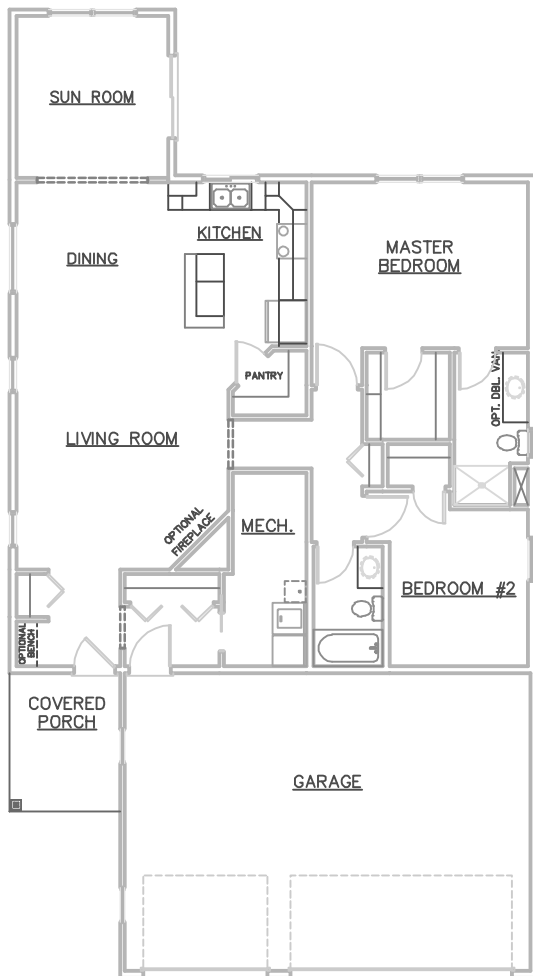 SUN ROOM
KITCHEN
DINING
MASTER
BEDROOM
PANTRY
OPT. DBL. VAN
LIVING ROOM
OPTIONAL
FIREPLACE
MECH.
BEDROOM #2
OPTIONAL
BENCH
COVERED
PORCH
GARAGE